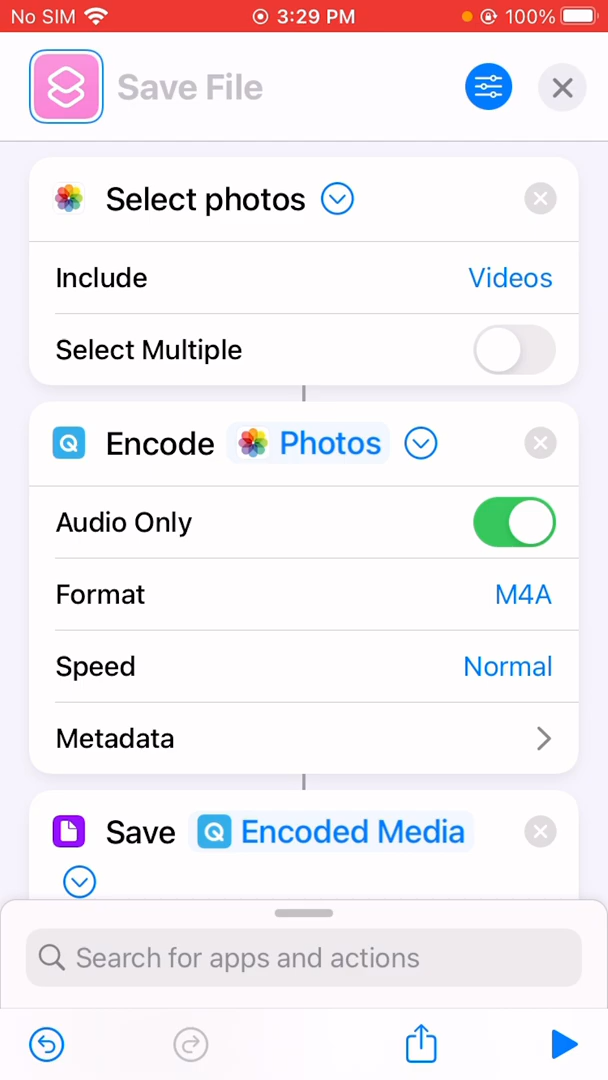 No SIM 3:29 PM 100%
Save File
Select photos
Include Videos
Select Multiple
Encode Photos
Audio Only
Format M4A
Speed Normal
Metadata
Save Encoded Media
Search for apps and actions